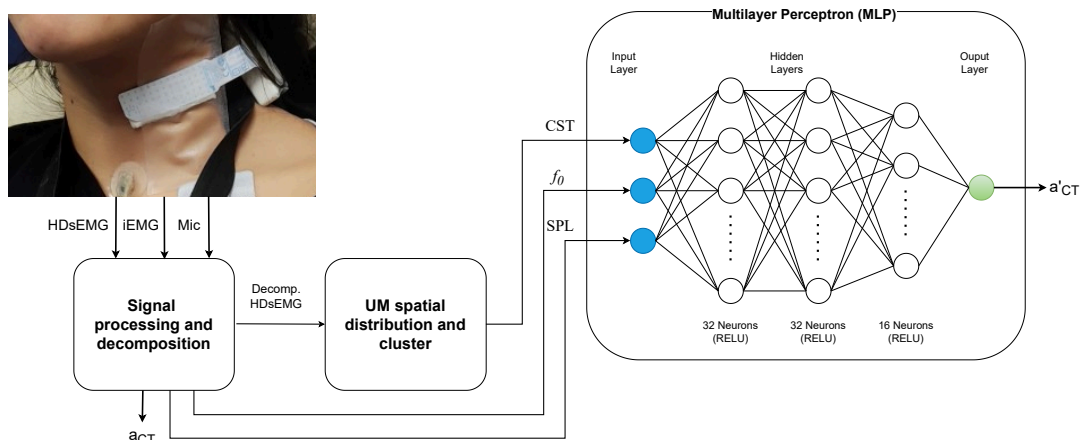 Multilayer Perceptron (MLP)
Input
Layer
Hidden
Layers
Ouput
Layer
CST
f0
SPL
a'CT
HDsEMG
iEMG
Mic
Signal
processing and
decomposition
Decomp.
HDsEMG
UM spatial
distribution and
cluster
32 Neurons
(RELU)
32 Neurons
(RELU)
16 Neurons
(RELU)
aCT